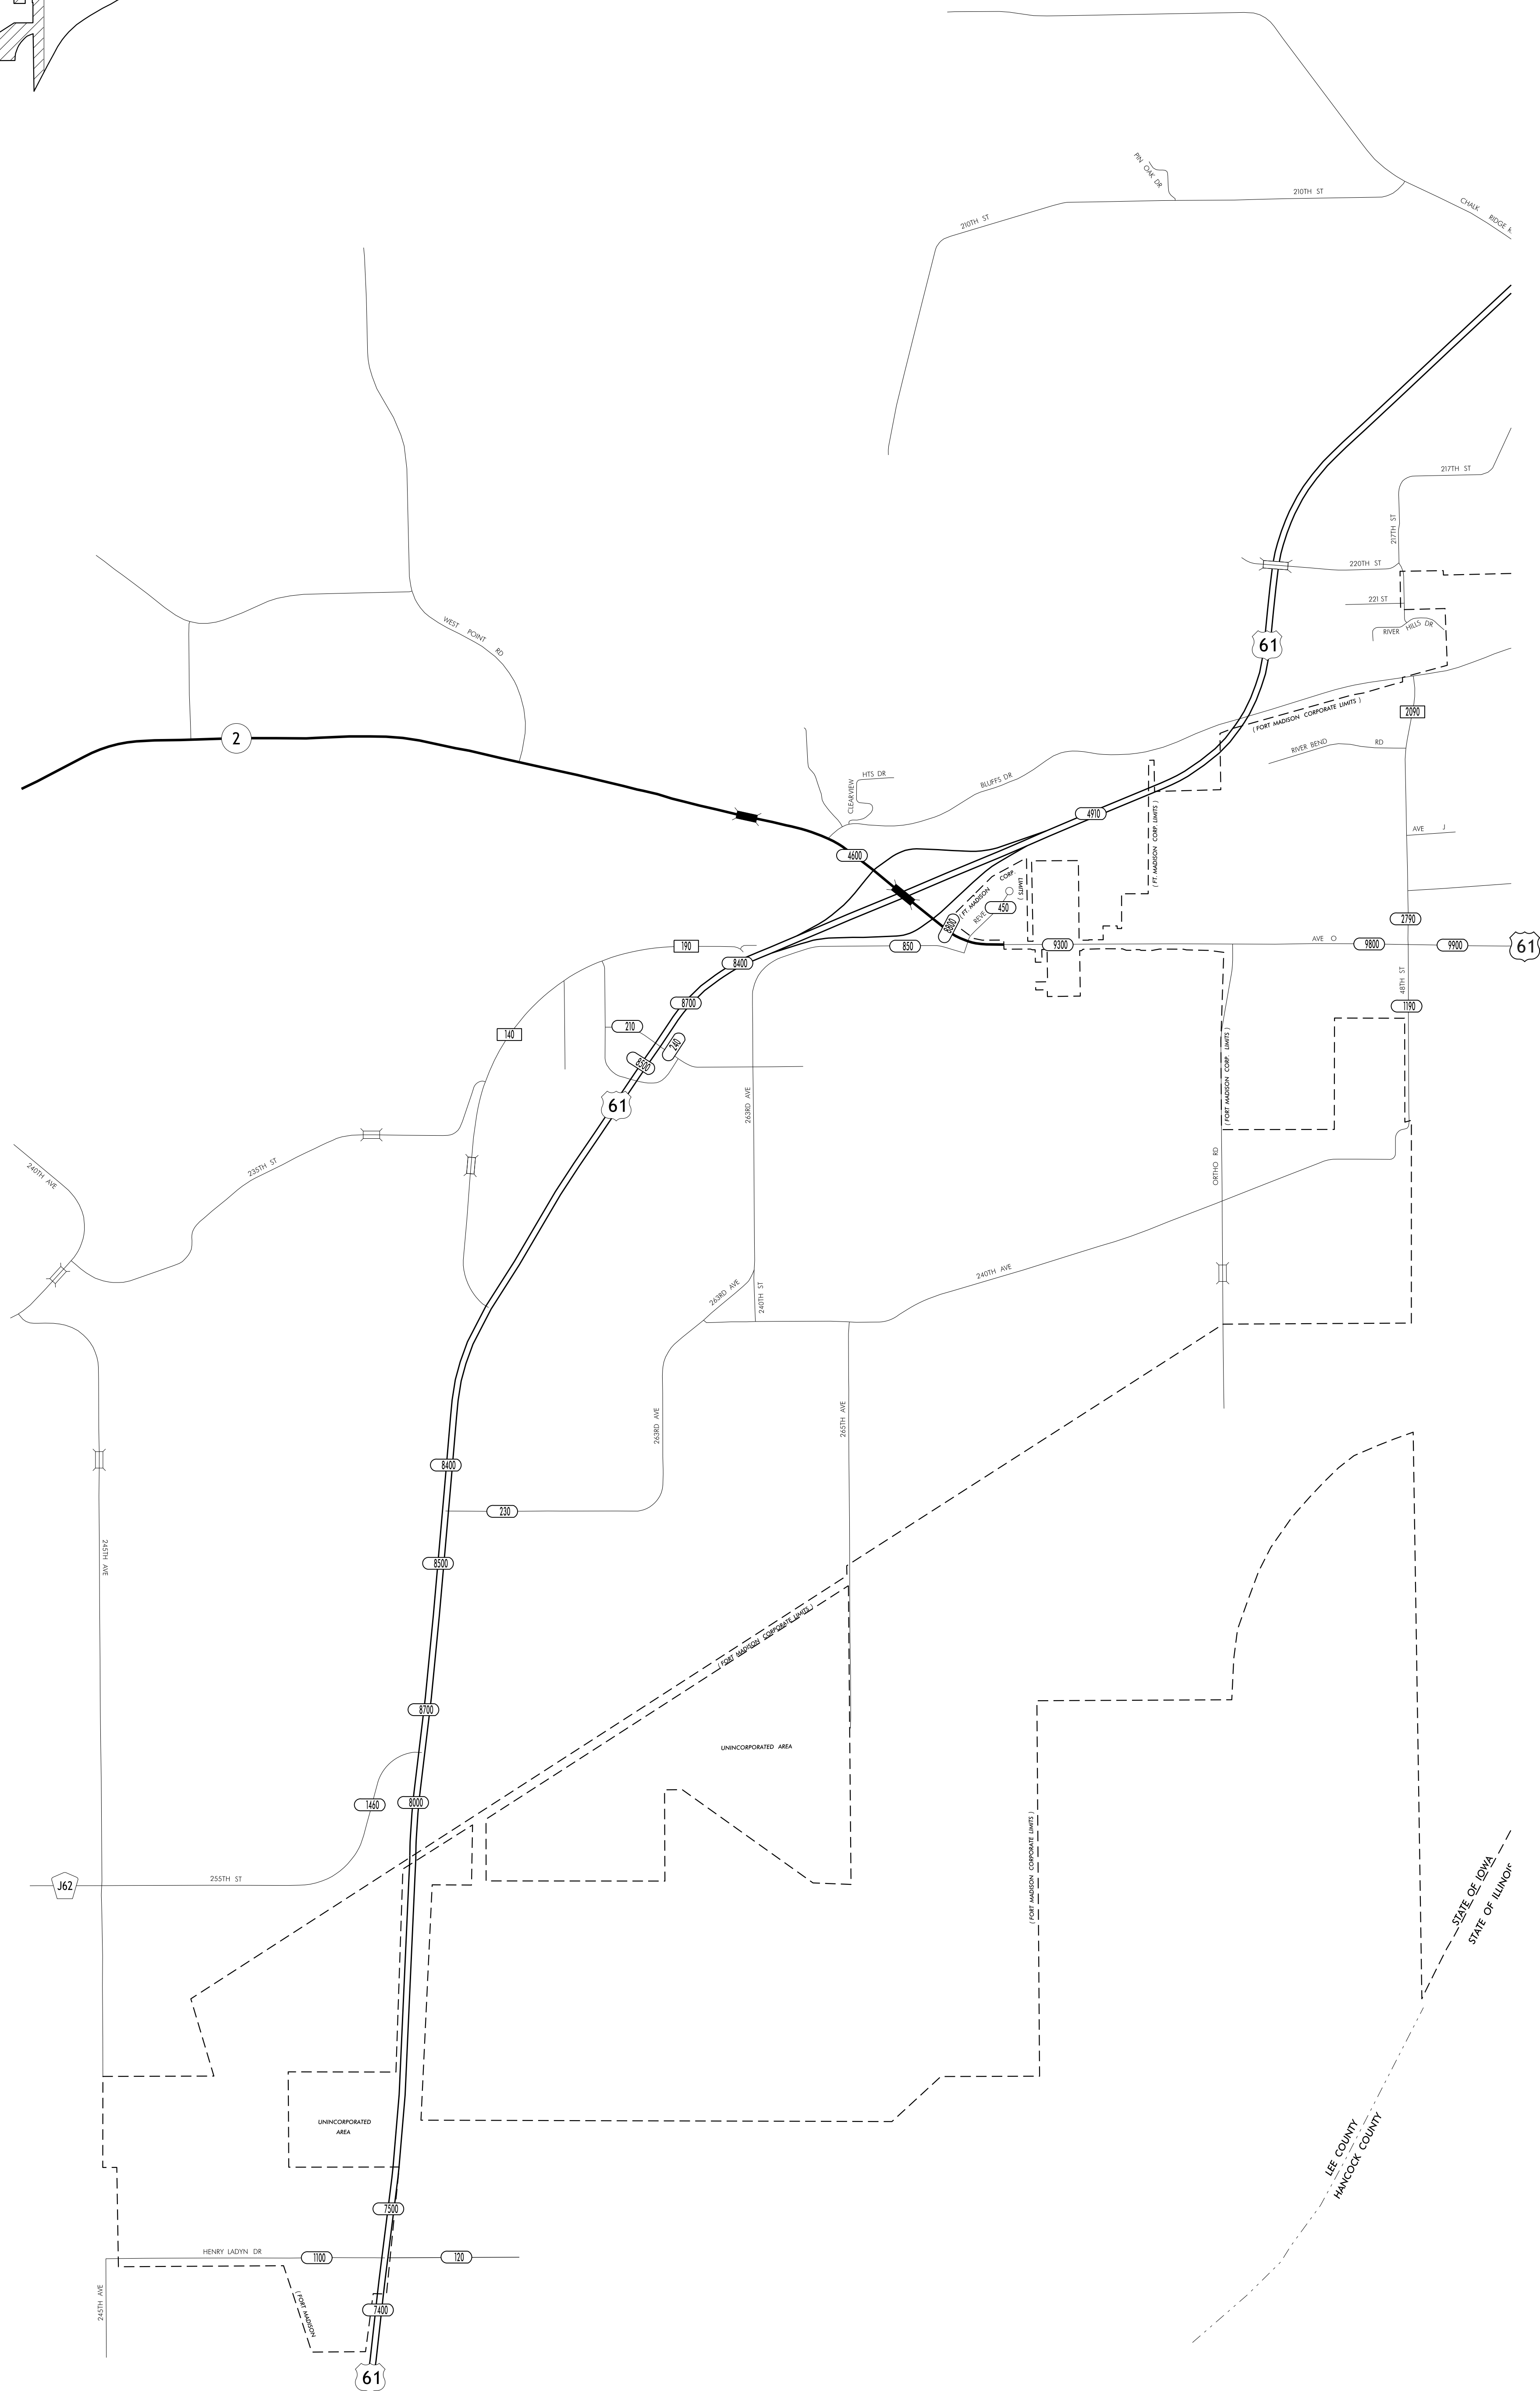 PIN OAK DR
210TH ST
210TH ST
CHALK RIDGE
217TH ST
217TH ST
220TH ST
221 ST
RIVER HILLS DR
61
WEST POINT RD
2
( FORT MADISON CORPORATE LIMITS )
2090
RIVER BEND RD
HTS DR
CLEARVIEW
BLUFFS DR
4910
( FT. MADISON CORP. LIMITS )
AVE J
4600
( FT. MADISON CORP. LIMITS )
REVE
450
8800
2790
190
850
9300
AVE O
9800
9900
61
8400
48TH ST
8700
1190
210
240
140
8500
( FORT MADISON CORP. LIMITS )
61
263RD AVE
235TH ST
240TH AVE
ORTHO RD
240TH AVE
263RD AVE
240TH ST
263RD AVE
265TH AVE
8400
230
245TH AVE
8500
( FORT MADISON CORPORATE LIMITS )
8700
UNINCORPORATED AREA
1460
8000
( FORT MADISON CORPORATE LIMITS )
STATE OF IOWA
STATE OF ILLINOIS
J62
255TH ST
UNINCORPORATED
AREA
LEE COUNTY
HANCOCK COUNTY
7500
HENRY LADYN DR
1100
120
245TH AVE
( FORT MADISON
7400
61